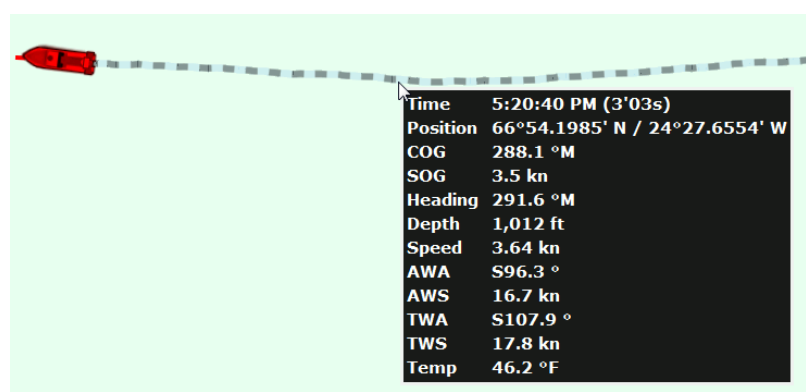 Time 5:20:40 PM (3'03s)
Position 66°54.1985' N / 24°27.6554' W
COG 288.1 °M
SOG 3.5 kn
Heading 291.6 °M
Depth 1,012 ft
Speed 3.64 kn
AWA S96.3 °
AWS 16.7 kn
TWA S107.9 °
TWS 17.8 kn
Temp 46.2 °F